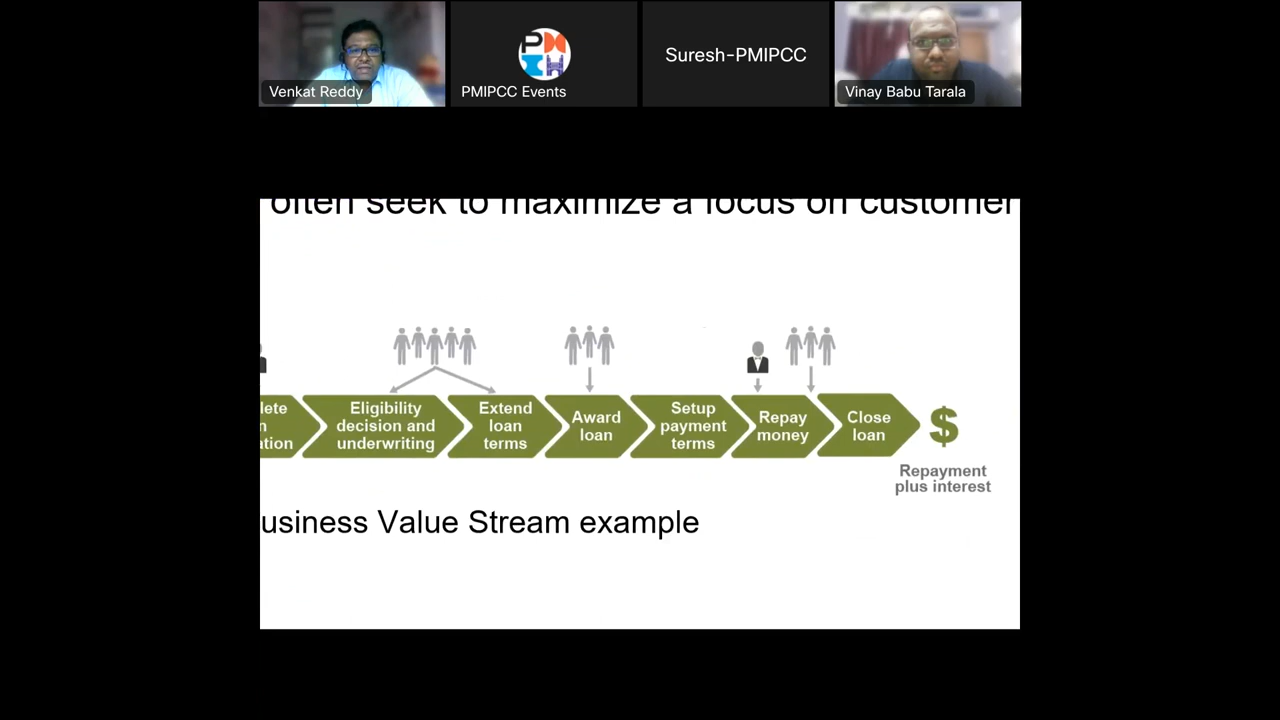 Venkat Reddy
PMIPCC Events
Suresh-PMIPCC
Vinay Babu Tarala
often seek to maximize a focus on customer
lete
n
ation
Eligibility
decision and
underwriting
Extend
loan
terms
Award
loan
Setup
payment
terms
Repay
money
Close
loan
$
Repayment
plus interest
usiness Value Stream example